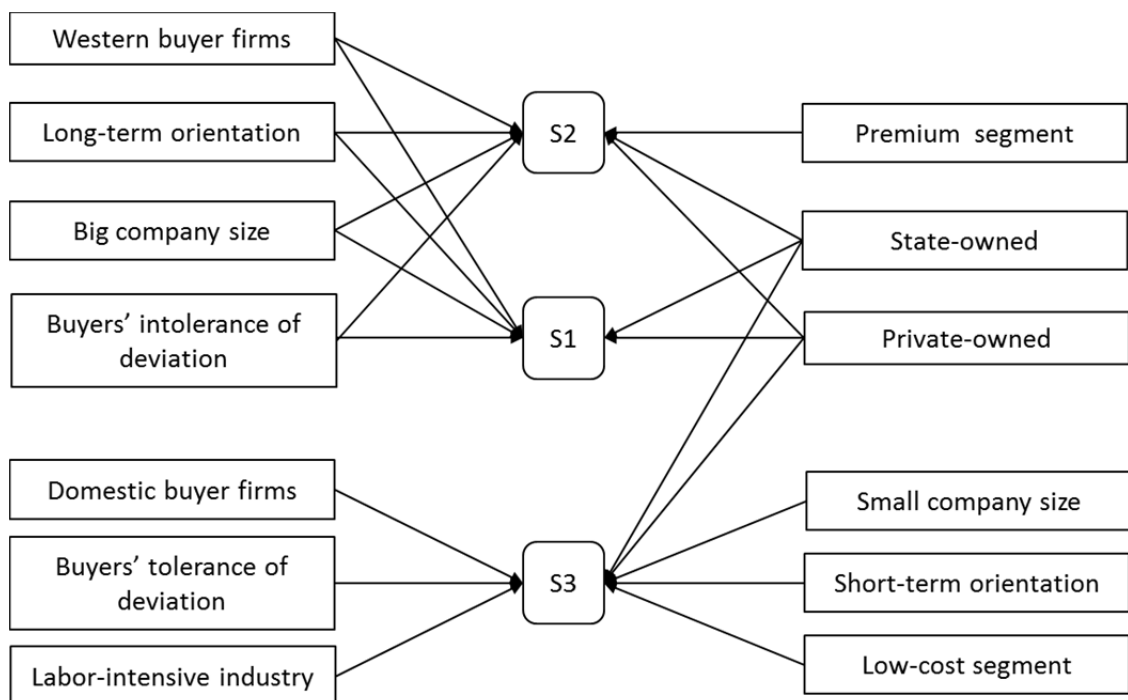 Western buyer firms
Long-term orientation
Big company size
Buyers’ intolerance of
deviation
Domestic buyer firms
Buyers’ tolerance of
deviation
Labor-intensive industry
S2
S1
S3
Premium segment
State-owned
Private-owned
Small company size
Short-term orientation
Low-cost segment